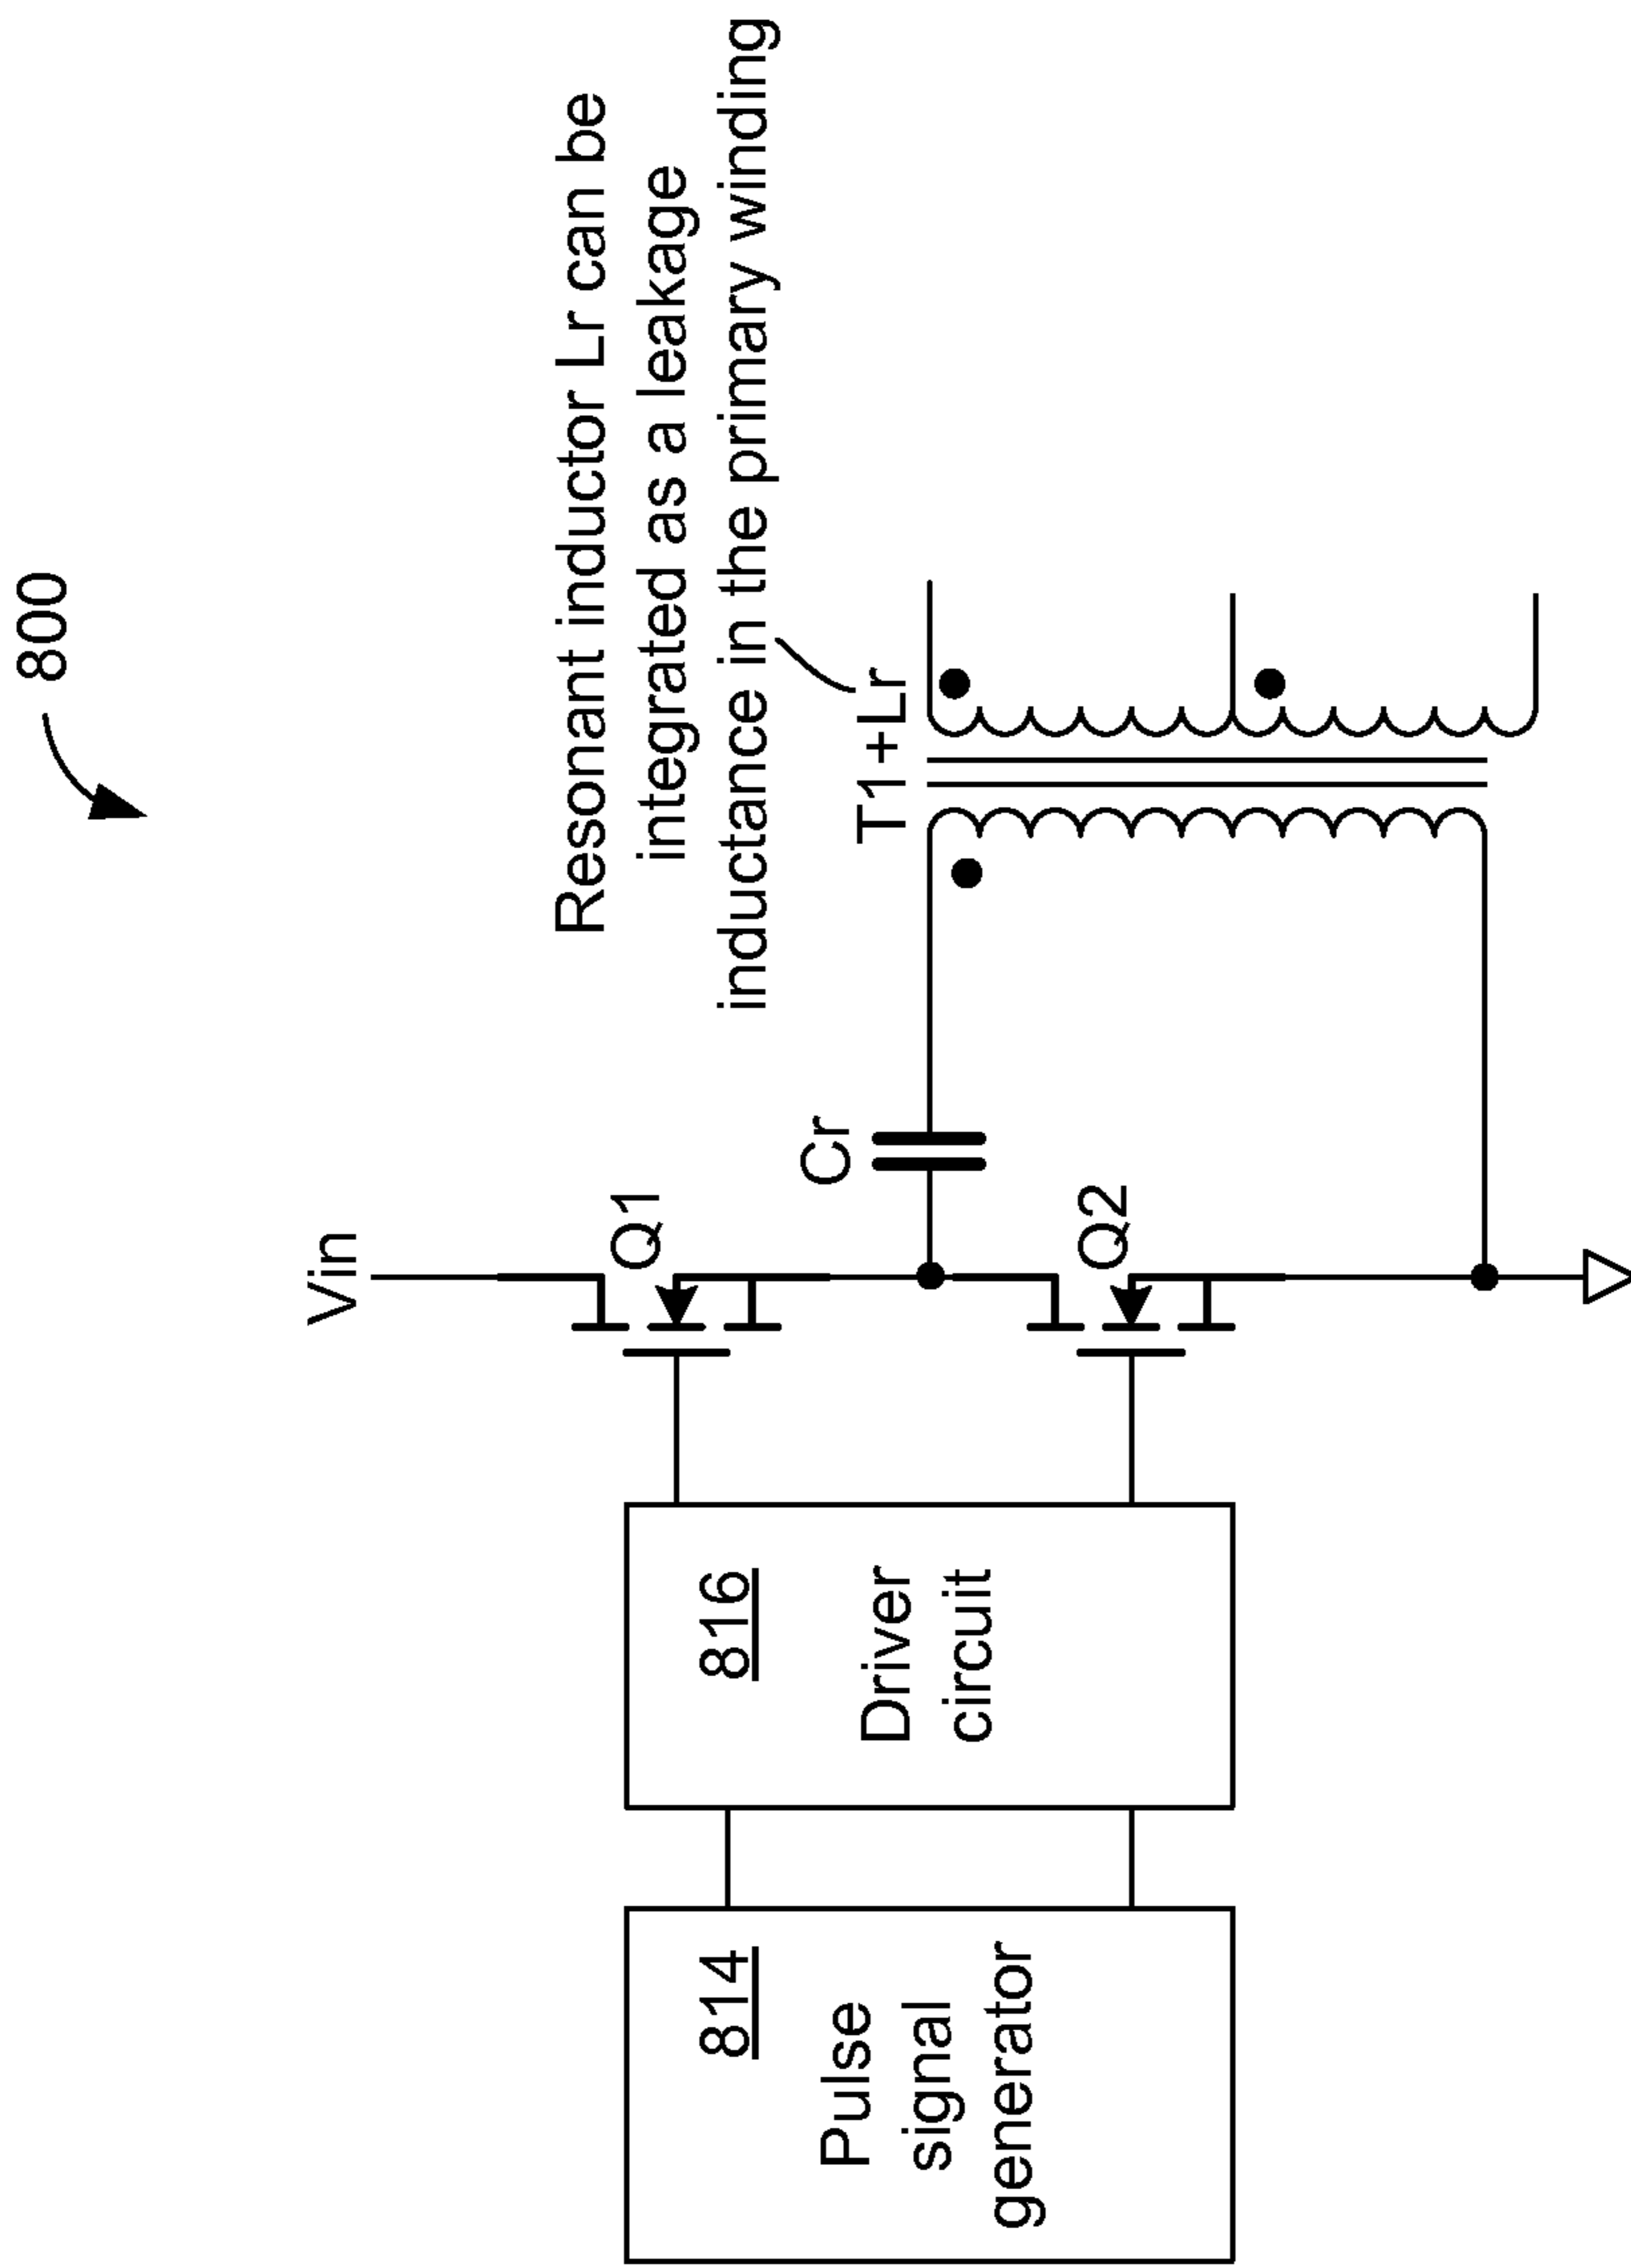 800
Resonant inductor Lr can be
integrated as a leakage
inductance in the primary winding
Vin
Q1
Cr
T1+Lr
Q2
814
Pulse
signal
generator
816
Driver
circuit